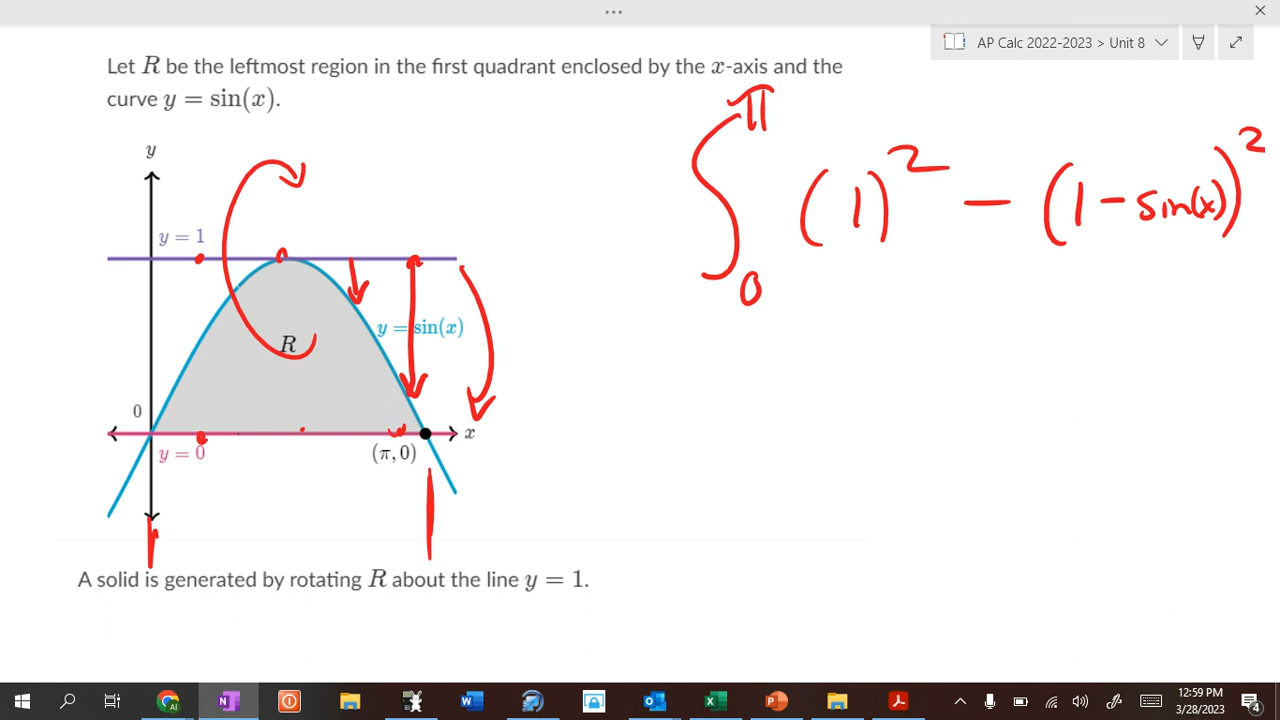 AP Calc 2022-2023 > Unit 8
Let R be the leftmost region in the first quadrant enclosed by the x-axis and the
curve y = sin(x).
∫₀^π (1)² − (1 − sin(x))²
y
y = 1
y = sin(x)
R
0
x
y = 0
(π, 0)
A solid is generated by rotating R about the line y = 1.
12:59 PM
3/28/2023
4